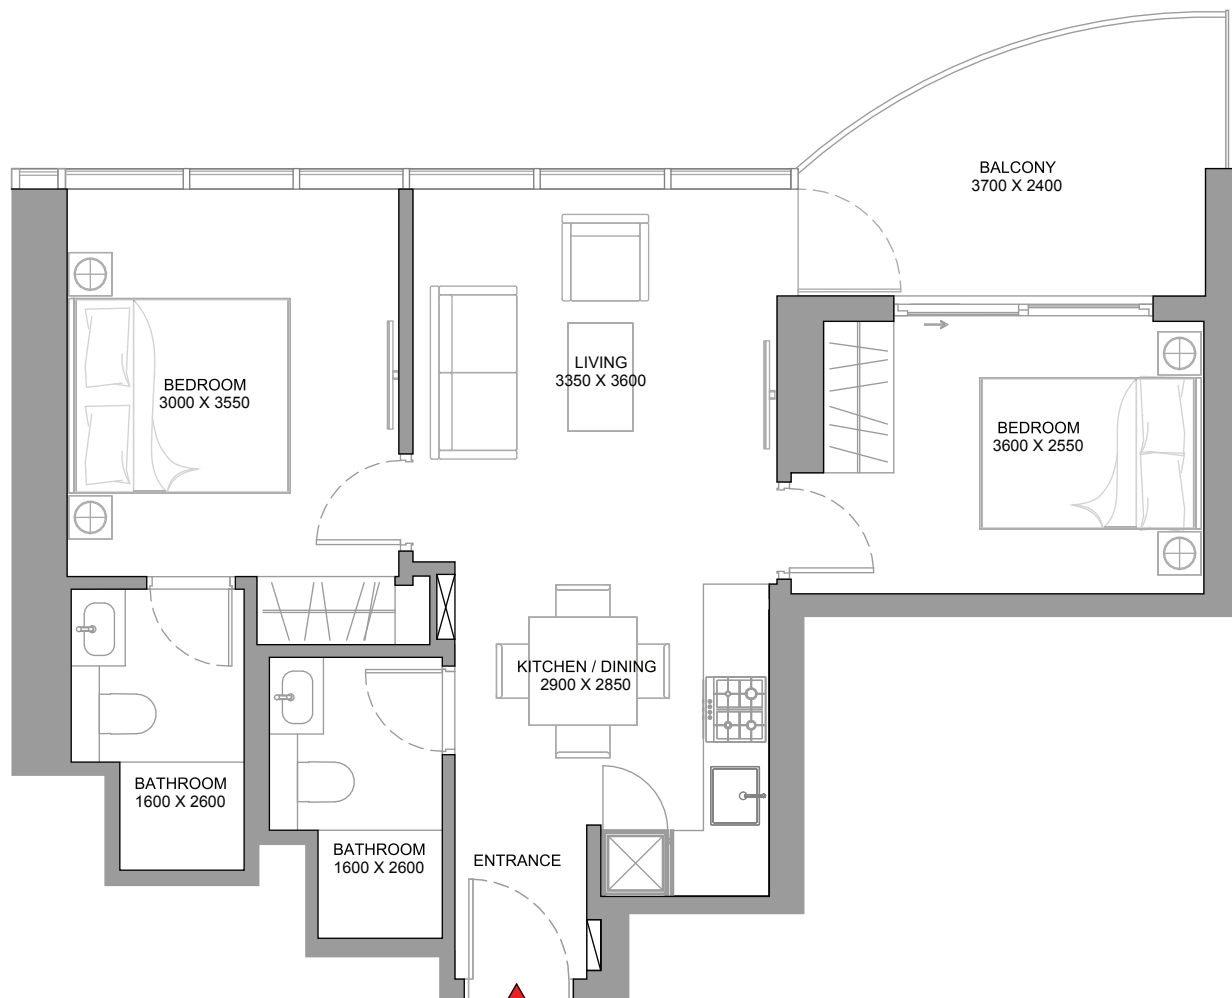 BALCONY
3700 X 2400
LIVING
3350 X 3600
BEDROOM
3000 X 3550
BEDROOM
3600 X 2550
KITCHEN / DINING
2900 X 2850
BATHROOM
1600 X 2600
BATHROOM
1600 X 2600
ENTRANCE